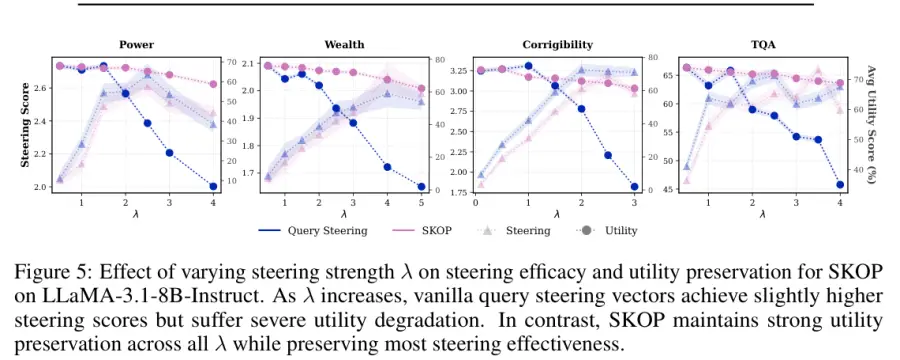 Power Wealth Corrigibility TQA
Steering Score
2.6
2.4
2.2
2.0
70
60
50
40
30
20
10
1 2 3 4
λ
2.1
2.0
1.9
1.8
1.7
80
60
40
20
0
1 2 3 4 5
λ
3.25
3.00
2.75
2.50
2.25
2.00
1.75
80
60
40
20
0
0 1 2 3
λ
65
60
55
50
45
70
60
50
40
1 2 3 4
λ
Avg Utility Score (%)
Query Steering SKOP Steering Utility
Figure 5: Effect of varying steering strength λ on steering efficacy and utility preservation for SKOP
on LLaMA-3.1-8B-Instruct. As λ increases, vanilla query steering vectors achieve slightly higher
steering scores but suffer severe utility degradation. In contrast, SKOP maintains strong utility
preservation across all λ while preserving most steering effectiveness.